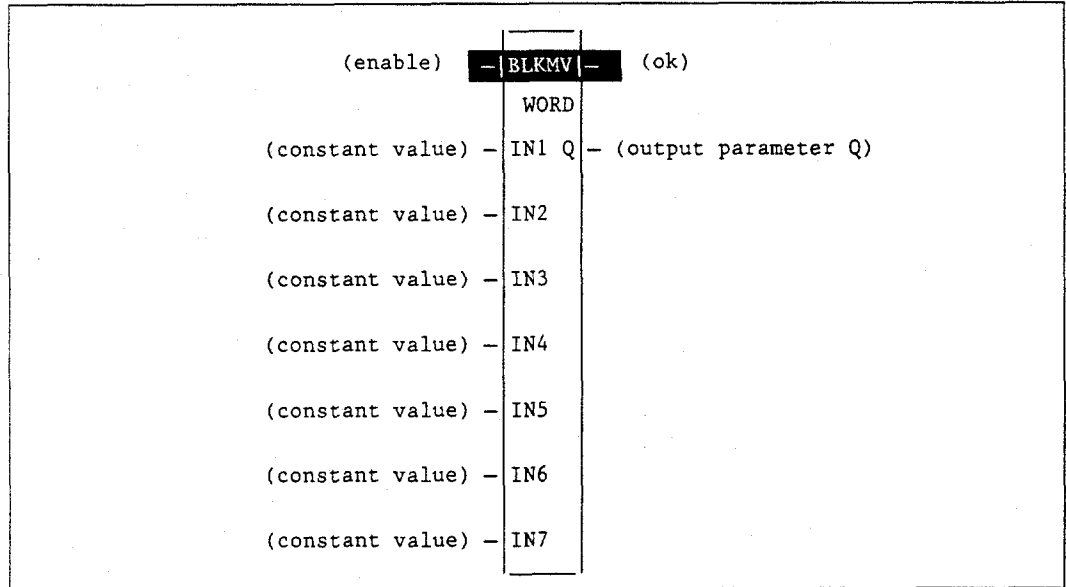 (enable) —|BLKMV|— (ok)
WORD
(constant value) — IN1 Q — (output parameter Q)
(constant value) — IN2
(constant value) — IN3
(constant value) — IN4
(constant value) — IN5
(constant value) — IN6
(constant value) — IN7